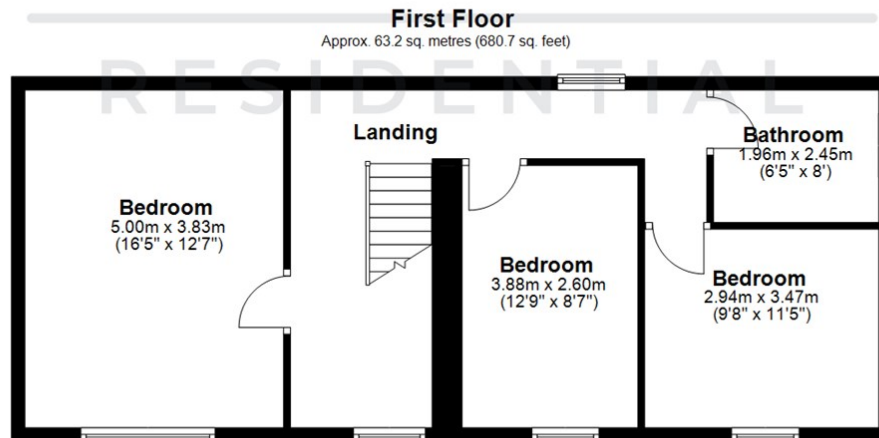 First Floor
Approx. 63.2 sq. metres (680.7 sq. feet)
RESIDENTIAL
Landing
Bathroom
1.96m x 2.45m
(6'5" x 8')
Bedroom
5.00m x 3.83m
(16'5" x 12'7")
Bedroom
3.88m x 2.60m
(12'9" x 8'7")
Bedroom
2.94m x 3.47m
(9'8" x 11'5")